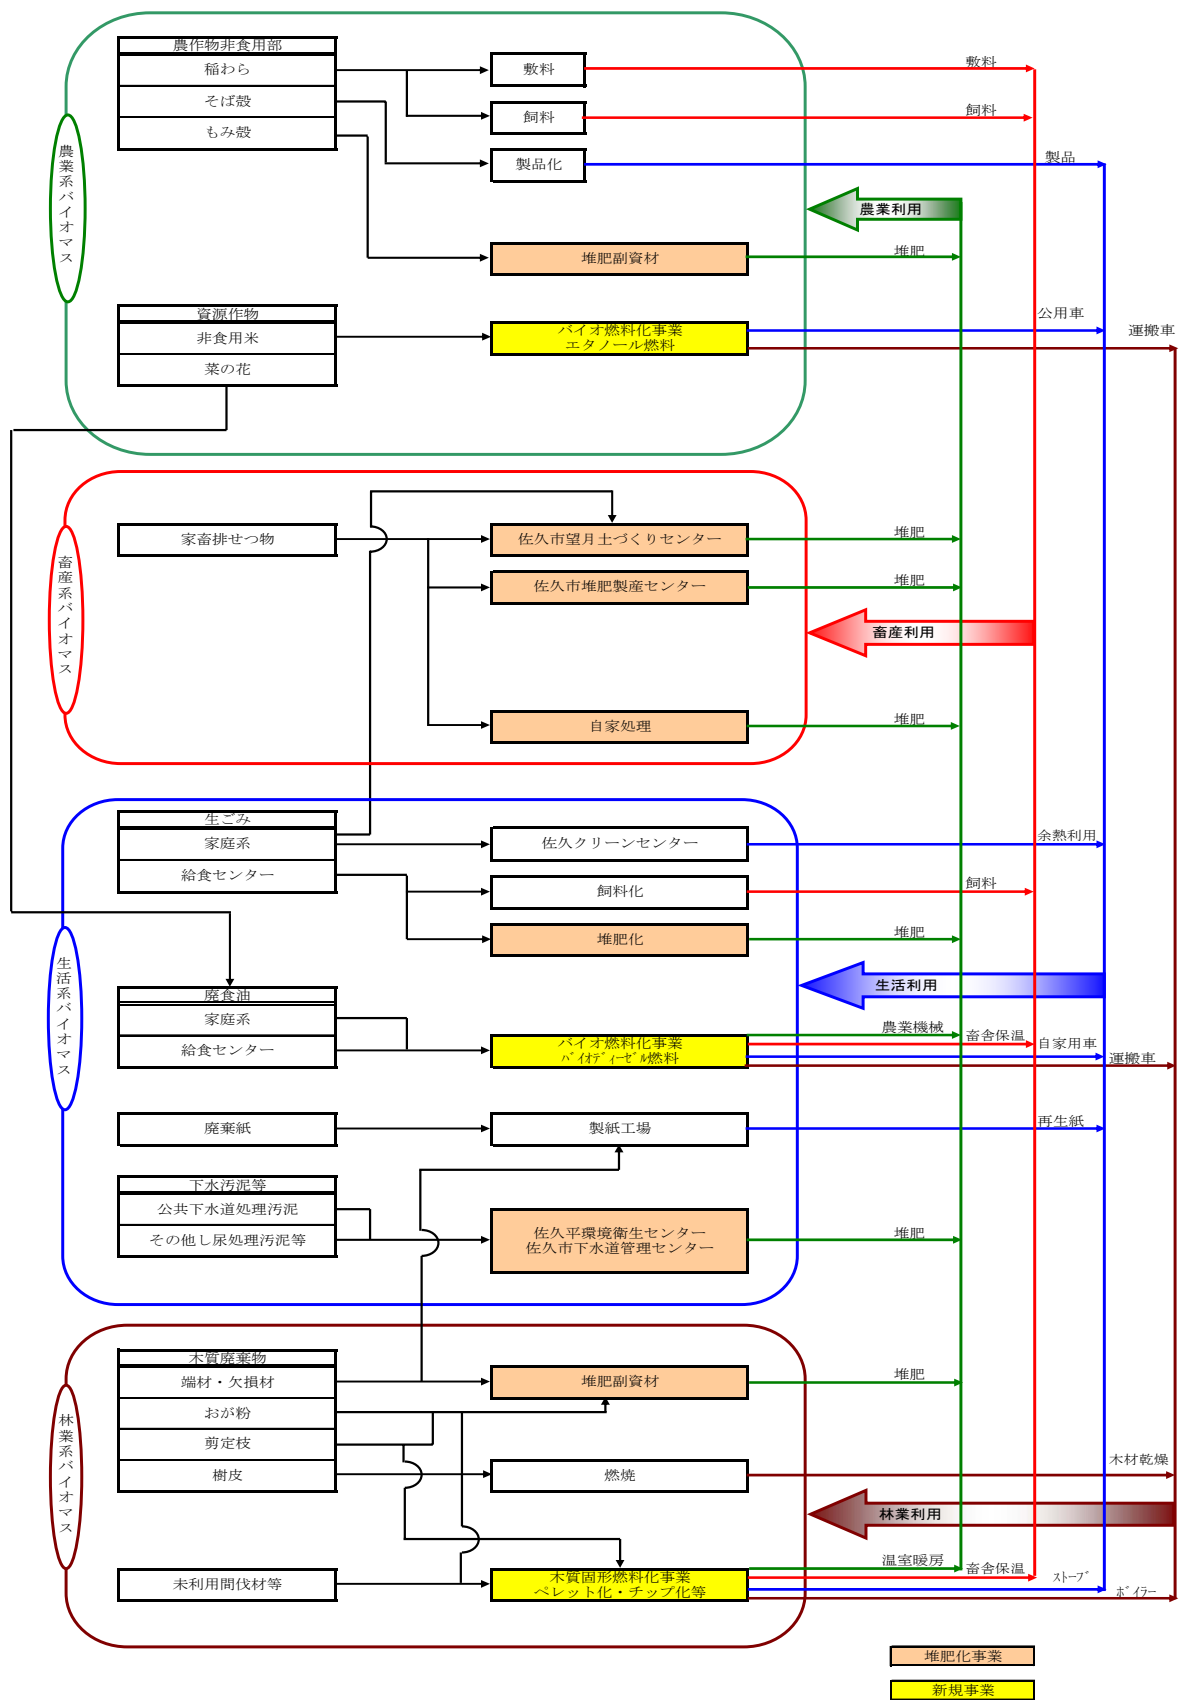 農業系バイオマス
農作物非食用部
稲わら
そば殻
もみ殻
敷料
飼料
製品化
堆肥副資材
敷料
飼料
製品
農業利用
堆肥
資源作物
非食用米
菜の花
バイオ燃料化事業
エタノール燃料
公用車
運搬車
畜産系バイオマス
家畜排せつ物
佐久市望月土づくりセンター
佐久市堆肥製産センター
自家処理
堆肥
堆肥
畜産利用
堆肥
生活系バイオマス
生ごみ
家庭系
給食センター
佐久クリーンセンター
飼料化
堆肥化
余熱利用
飼料
堆肥
生活利用
廃食油
家庭系
給食センター
バイオ燃料化事業
ﾊﾞｲｵﾃﾞｨｰｾﾞﾙ燃料
農業機械
畜舎保温
自家用車
運搬車
廃棄紙
製紙工場
再生紙
下水汚泥等
公共下水道処理汚泥
その他し尿処理汚泥等
佐久平環境衛生センター
佐久市下水道管理センター
堆肥
林業系バイオマス
木質廃棄物
端材・欠損材
おが粉
剪定枝
樹皮
堆肥副資材
燃焼
堆肥
木材乾燥
林業利用
未利用間伐材等
木質固形燃料化事業
ペレット化・チップ化等
温室暖房
畜舎保温
ｽﾄｰﾌﾞ
ﾎﾞｲﾗｰ
堆肥化事業
新規事業